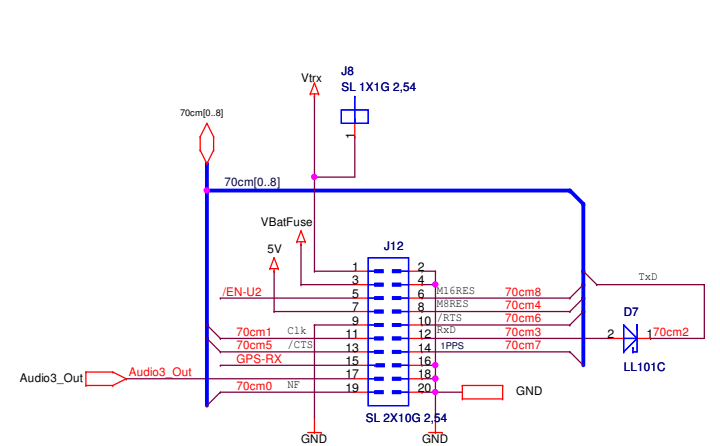 J8
SL 1X1G 2,54
Vtrx
1
70cm[0..8]
70cm[0..8]
VBatFuse
5V
J12
1 2
3 4
/EN-U2 5 6 M16RES 70cm8
7 8 M8RES 70cm4
9 10 /RTS 70cm6
70cm1 Clk 11 12 RxD 70cm3
70cm5 /CTS 13 14 1PPS 70cm7
GPS-RX 15 16
Audio3_Out Audio3_Out 17 18
70cm0 NF 19 20 GND
TxD
D7
2 1 70cm2
LL101C
SL 2X10G 2,54
GND GND